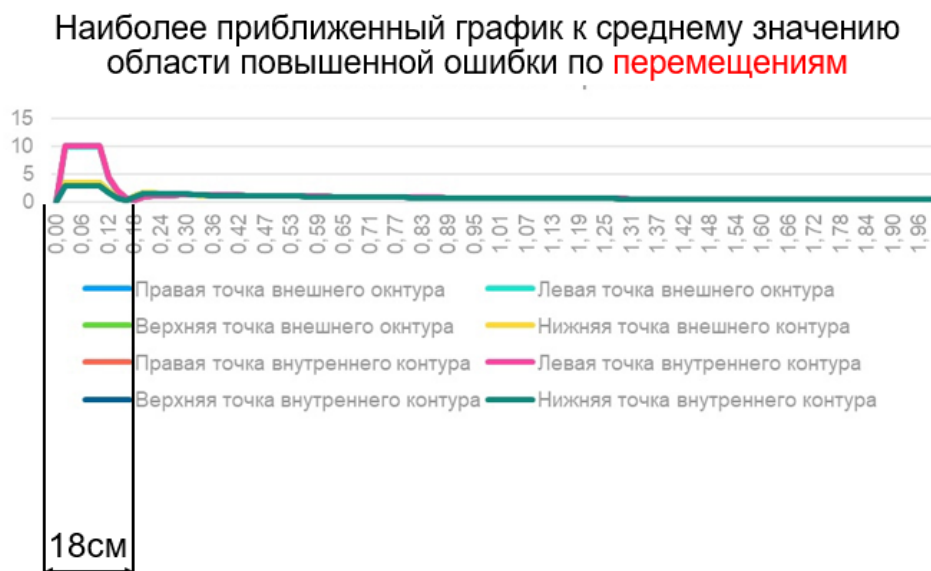 Наиболее приближенный график к среднему значению
области повышенной ошибки по перемещениям
15
10
5
0
0,00 0,06 0,12 0,18 0,24 0,30 0,36 0,42 0,47 0,53 0,59 0,65 0,71 0,77 0,83 0,89 0,95 1,01 1,07 1,13 1,19 1,25 1,31 1,37 1,42 1,48 1,54 1,60 1,66 1,72 1,78 1,84 1,90 1,96
Правая точка внешнего окнтура Левая точка внешнего окнтура
Верхняя точка внешнего окнтура Нижняя точка внешнего контура
Правая точка внутреннего контура Левая точка внутреннего контура
Верхняя точка внутреннего контура Нижняя точка внутреннего контура
18см